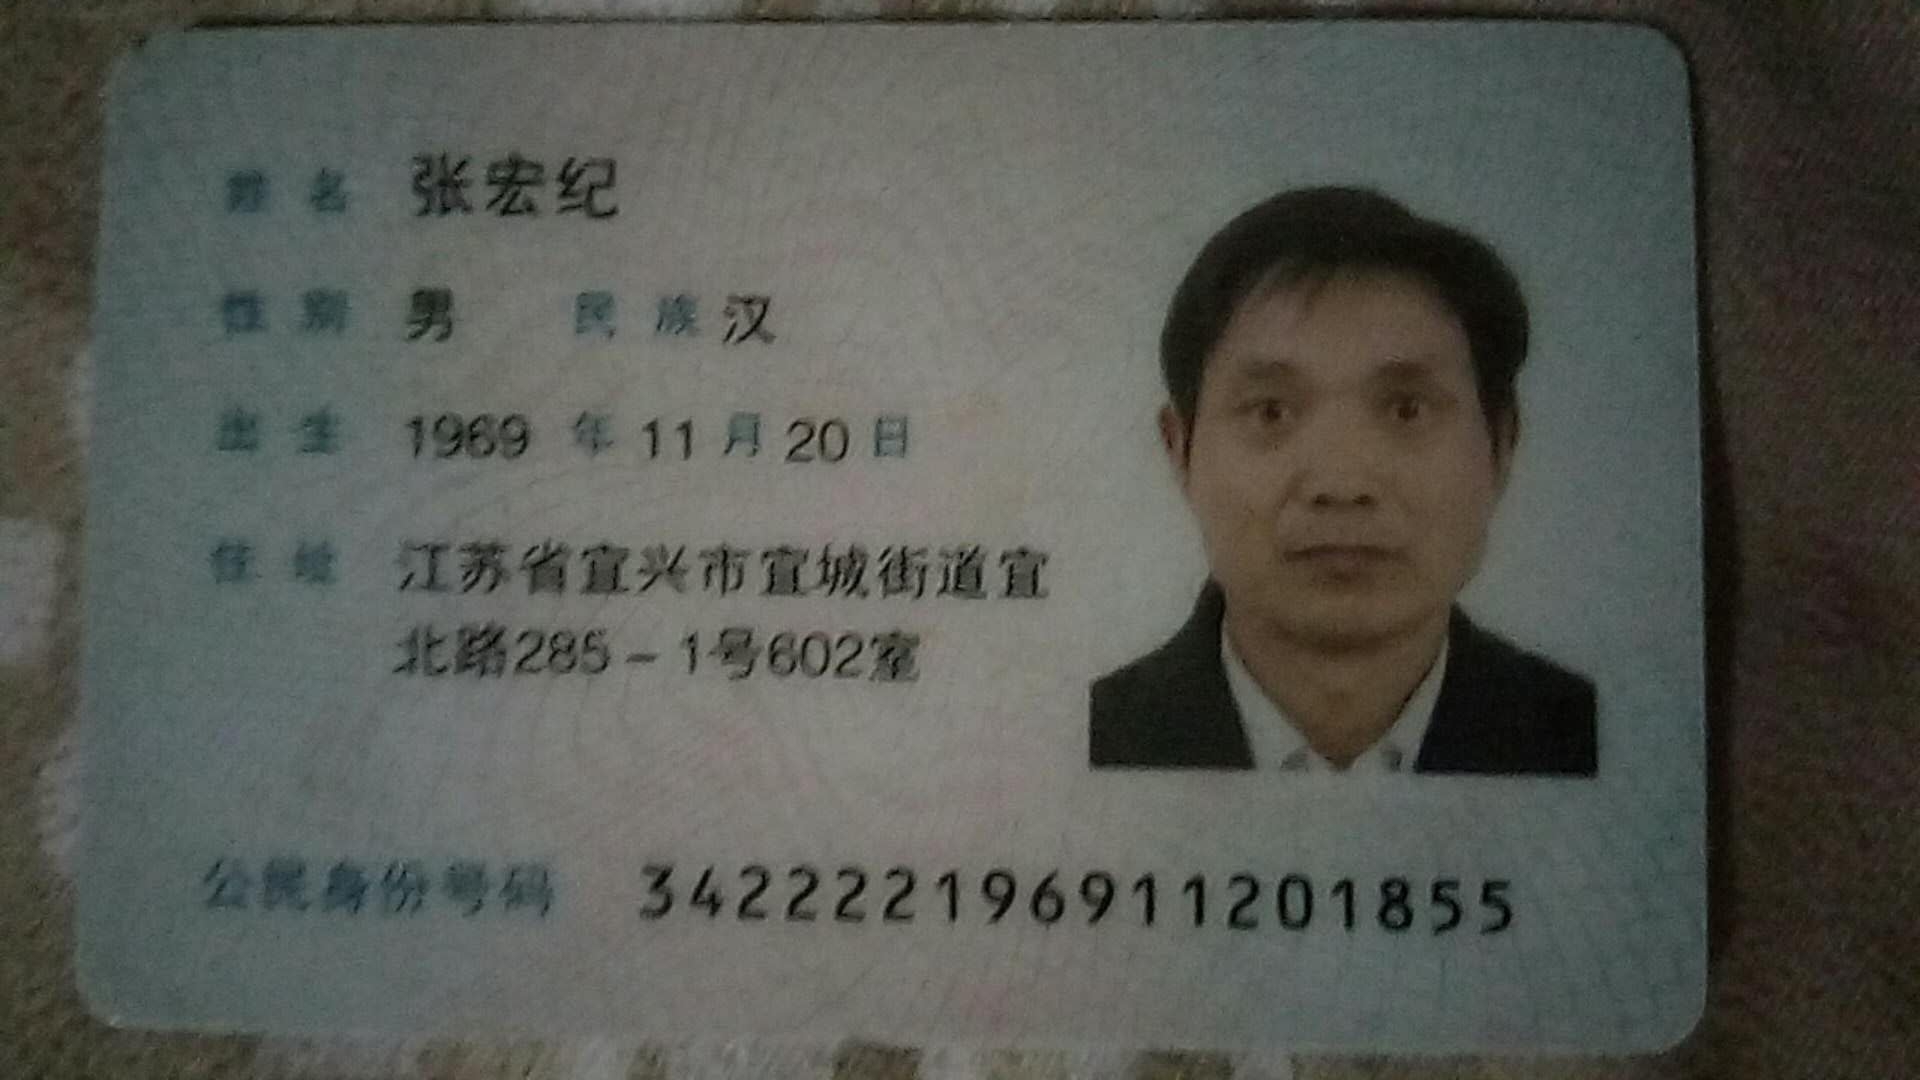 姓名 张宏纪
性别 男 民族 汉
出生 1969 年 11 月 20 日
住址 江苏省宜兴市宜城街道宜
北路285-1号602室
公民身份号码 342222196911201855